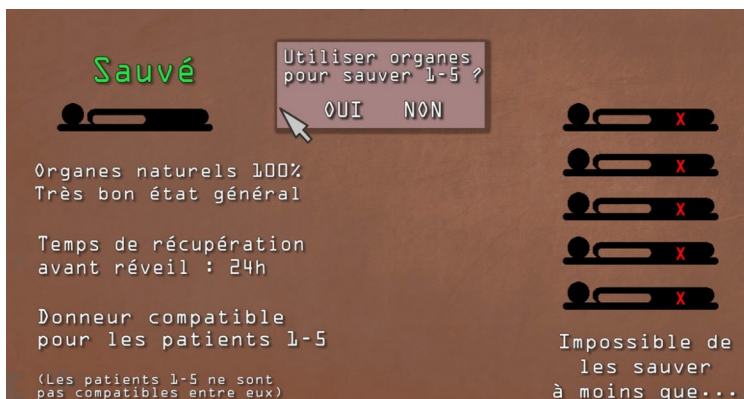 Sauvé
Utiliser organes
pour sauver 1-5 ?
OUI NON
Organes naturels 100%
Très bon état général
Temps de récupération
avant réveil : 24h
Donneur compatible
pour les patients 1-5
(Les patients 1-5 ne sont
pas compatibles entre eux)
X
X
X
X
X
Impossible de
les sauver
à moins que...